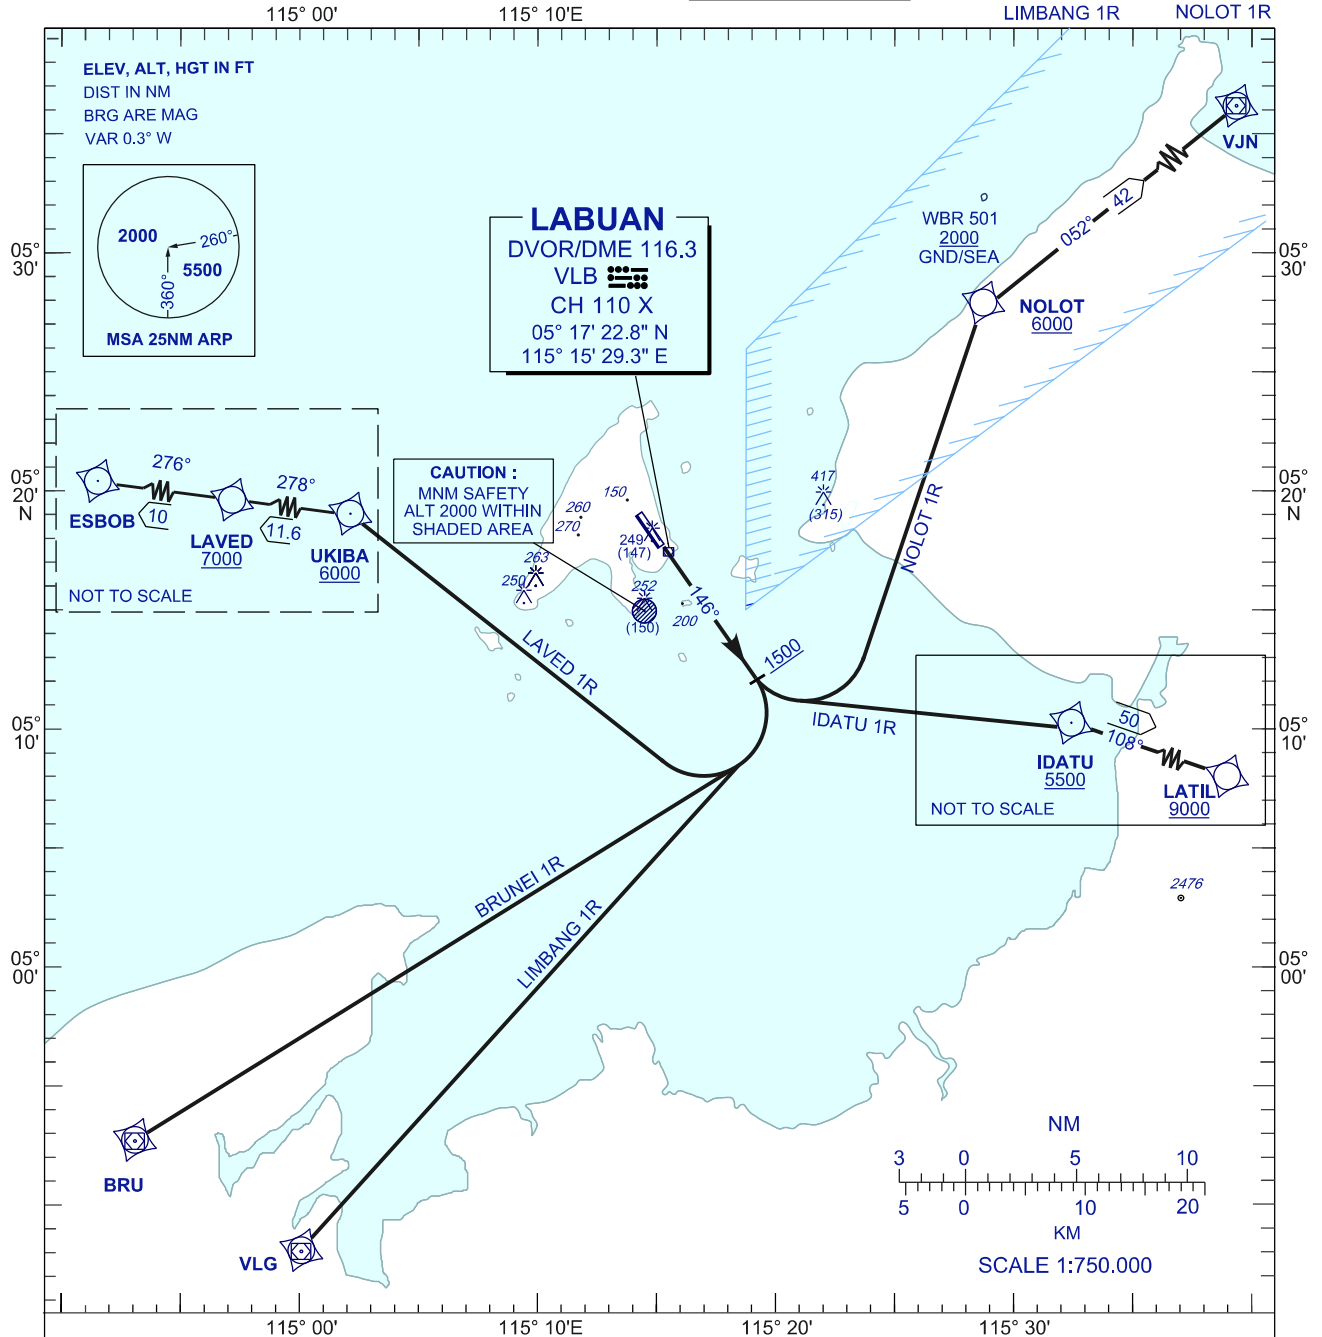 LIMBANG 1R NOLOT 1R
115° 00' 115° 10'E
ELEV, ALT, HGT IN FT
DIST IN NM
BRG ARE MAG
VAR 0.3° W
2000
260°
5500
360°
MSA 25NM ARP
LABUAN
DVOR/DME 116.3
VLB
CH 110 X
05° 17' 22.8" N
115° 15' 29.3" E
VJN
42
052°
WBR 501
2000
GND/SEA
05°
30'
05°
30'
NOLOT
6000
276°
278°
10
11.6
ESBOB
LAVED
7000
UKIBA
6000
NOT TO SCALE
05°
20'
N
05°
20'
N
CAUTION :
MNM SAFETY
ALT 2000 WITHIN
SHADED AREA
150
260
270
249
(147)
263
250
252
(150)
200
417
(315)
146°
1500
NOLOT 1R
LAVED 1R
IDATU 1R
50
108°
IDATU
5500
LATIL
9000
NOT TO SCALE
05°
10'
05°
10'
2476
BRUNEI 1R
LIMBANG 1R
05°
00'
05°
00'
BRU
VLG
NM
3 0 5 10
5 0 10 20
KM
SCALE 1:750.000
115° 00' 115° 10'E 115° 20' 115° 30'